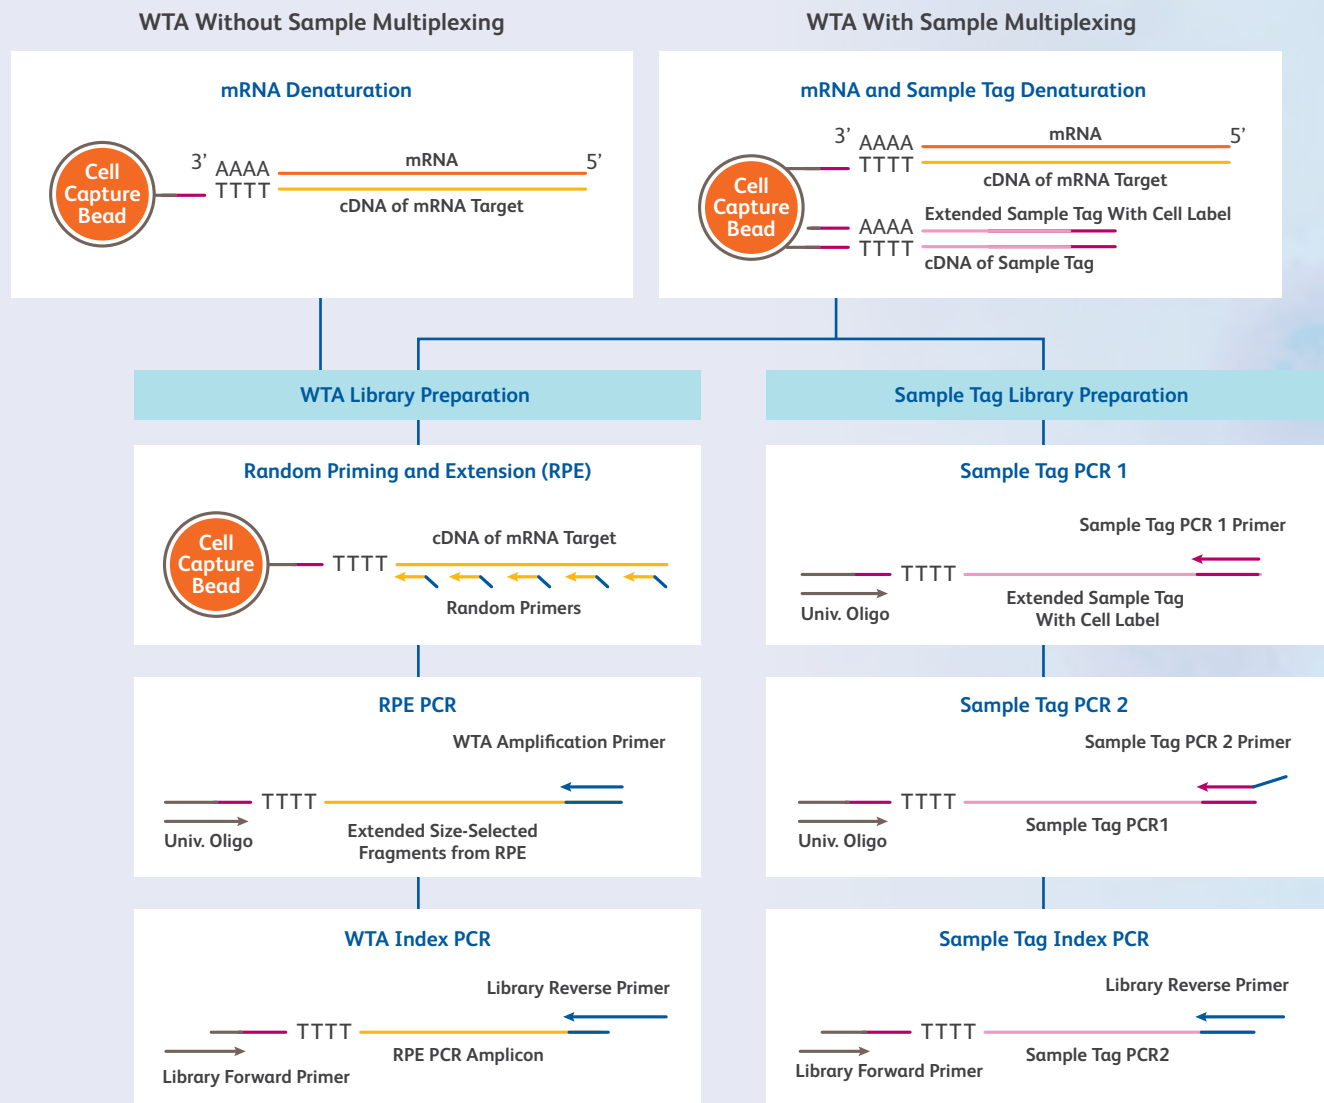 WTA Without Sample Multiplexing
mRNA Denaturation
Cell
Capture
Bead
3’
AAAA
TTTT
mRNA
5’
cDNA of mRNA Target
WTA With Sample Multiplexing
mRNA and Sample Tag Denaturation
Cell
Capture
Bead
3’
AAAA
TTTT
mRNA
5’
cDNA of mRNA Target
Extended Sample Tag With Cell Label
AAAA
TTTT
cDNA of Sample Tag
WTA Library Preparation
Random Priming and Extension (RPE)
Cell
Capture
Bead
TTTT
cDNA of mRNA Target
Random Primers
RPE PCR
WTA Amplification Primer
TTTT
Univ. Oligo
Extended Size-Selected
Fragments from RPE
WTA Index PCR
Library Reverse Primer
TTTT
RPE PCR Amplicon
Library Forward Primer
Sample Tag Library Preparation
Sample Tag PCR 1
Sample Tag PCR 1 Primer
TTTT
Univ. Oligo
Extended Sample Tag
With Cell Label
Sample Tag PCR 2
Sample Tag PCR 2 Primer
TTTT
Univ. Oligo
Sample Tag PCR1
Sample Tag Index PCR
Library Reverse Primer
TTTT
Sample Tag PCR2
Library Forward Primer